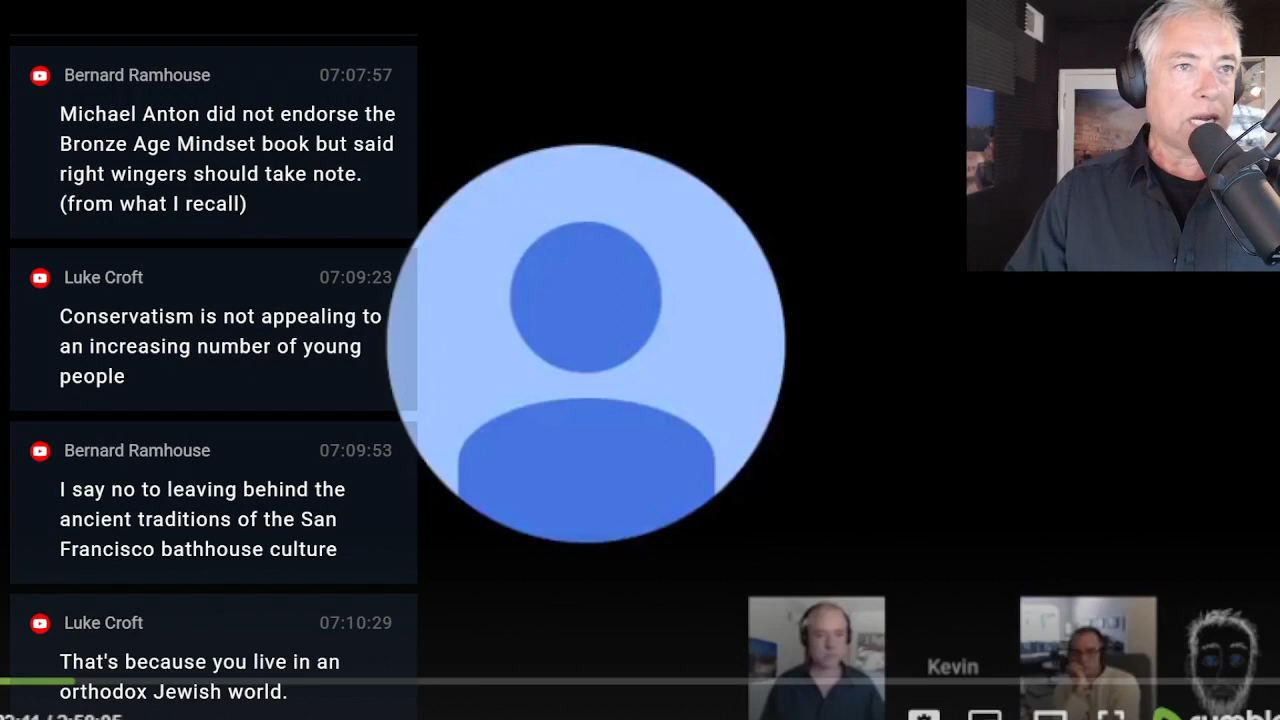 Bernard Ramhouse 07:07:57
Michael Anton did not endorse the
Bronze Age Mindset book but said
right wingers should take note.
(from what I recall)
Luke Croft 07:09:23
Conservatism is not appealing to
an increasing number of young
people
Bernard Ramhouse 07:09:53
I say no to leaving behind the
ancient traditions of the San
Francisco bathhouse culture
Luke Croft 07:10:29
That's because you live in an
orthodox Jewish world.
Kevin